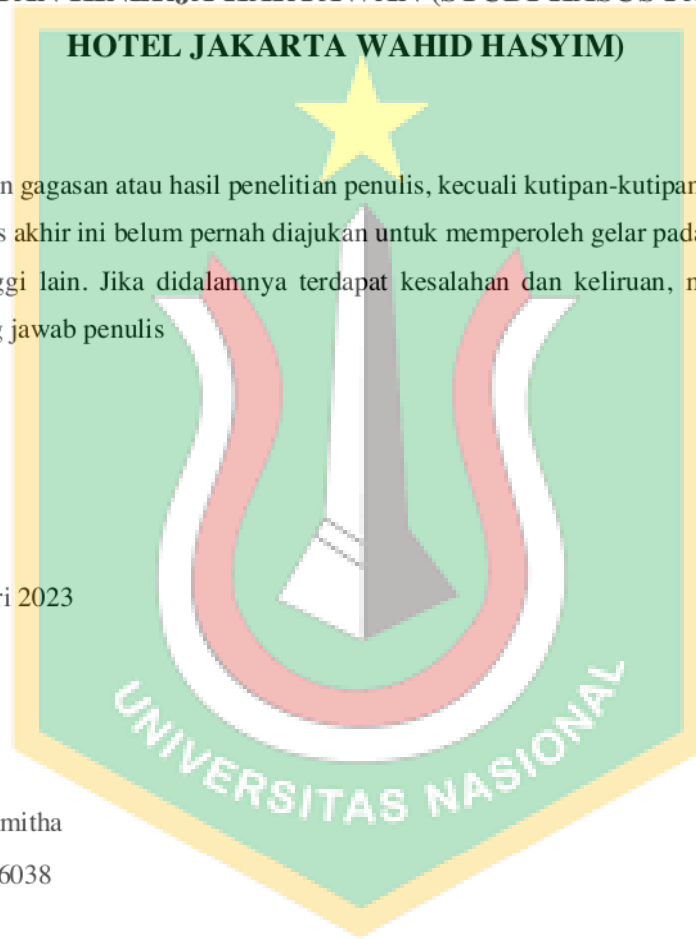 HOTEL JAKARTA WAHID HASYIM)
n gagasan atau hasil penelitian penulis, kecuali kutipan-kutipan
s akhir ini belum pernah diajukan untuk memperoleh gelar pada
ggi lain. Jika didalamnya terdapat kesalahan dan keliruan, m
g jawab penulis
ri 2023
UNIVERSITAS NASIONAL
mitha
6038